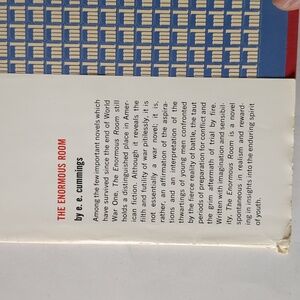 THE ENORMOUS ROOM
by e. e. cummings
Among the few important novels which
have survived since the end of World
War One, The Enormous Room still
holds a distinguished place in Amer-
ican fiction. Although it reveals the
filth and futility of war pitilessly, it is
not essentially a war novel; it is,
rather, an affirmation of the aspira-
tions and an interpretation of the
thwartings of young men confronted
by the fierce reality of battle, the taut
periods of preparation for conflict and
the grim aftermath of trial by fire.
Written with imagination and sensibil-
ity, The Enormous Room is a novel
spontaneous in realism and reward-
ing in insights into the enduring spirit
of youth.